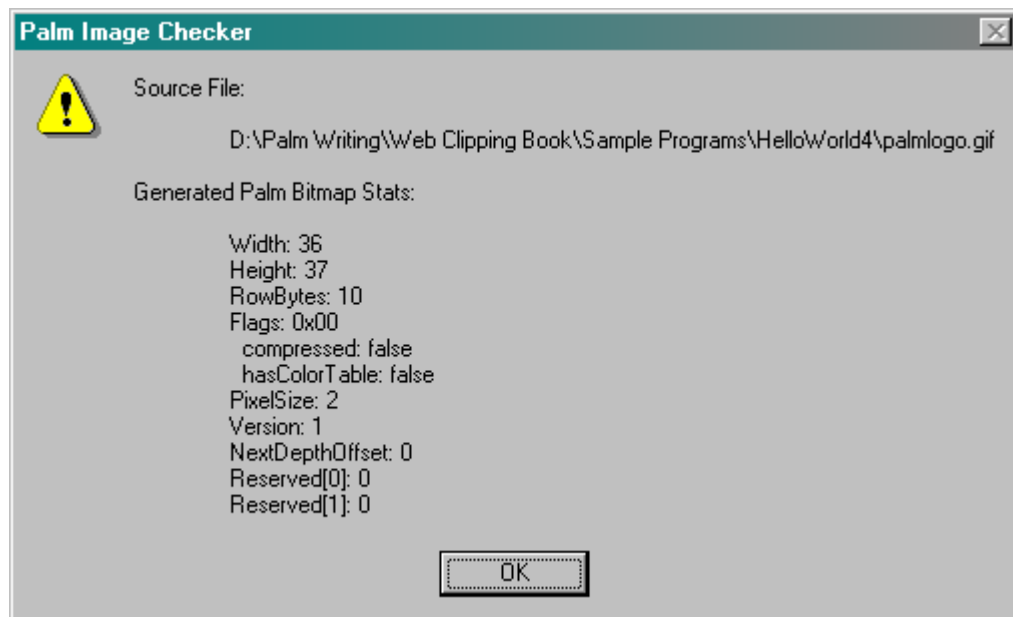 Palm Image Checker
Source File:
D:\Palm Writing\Web Clipping Book\Sample Programs\HelloWorld4\palmlogo.gif
Generated Palm Bitmap Stats:
Width: 36
Height: 37
RowBytes: 10
Flags: 0x00
compressed: false
hasColorTable: false
PixelSize: 2
Version: 1
NextDepthOffset: 0
Reserved[0]: 0
Reserved[1]: 0
OK